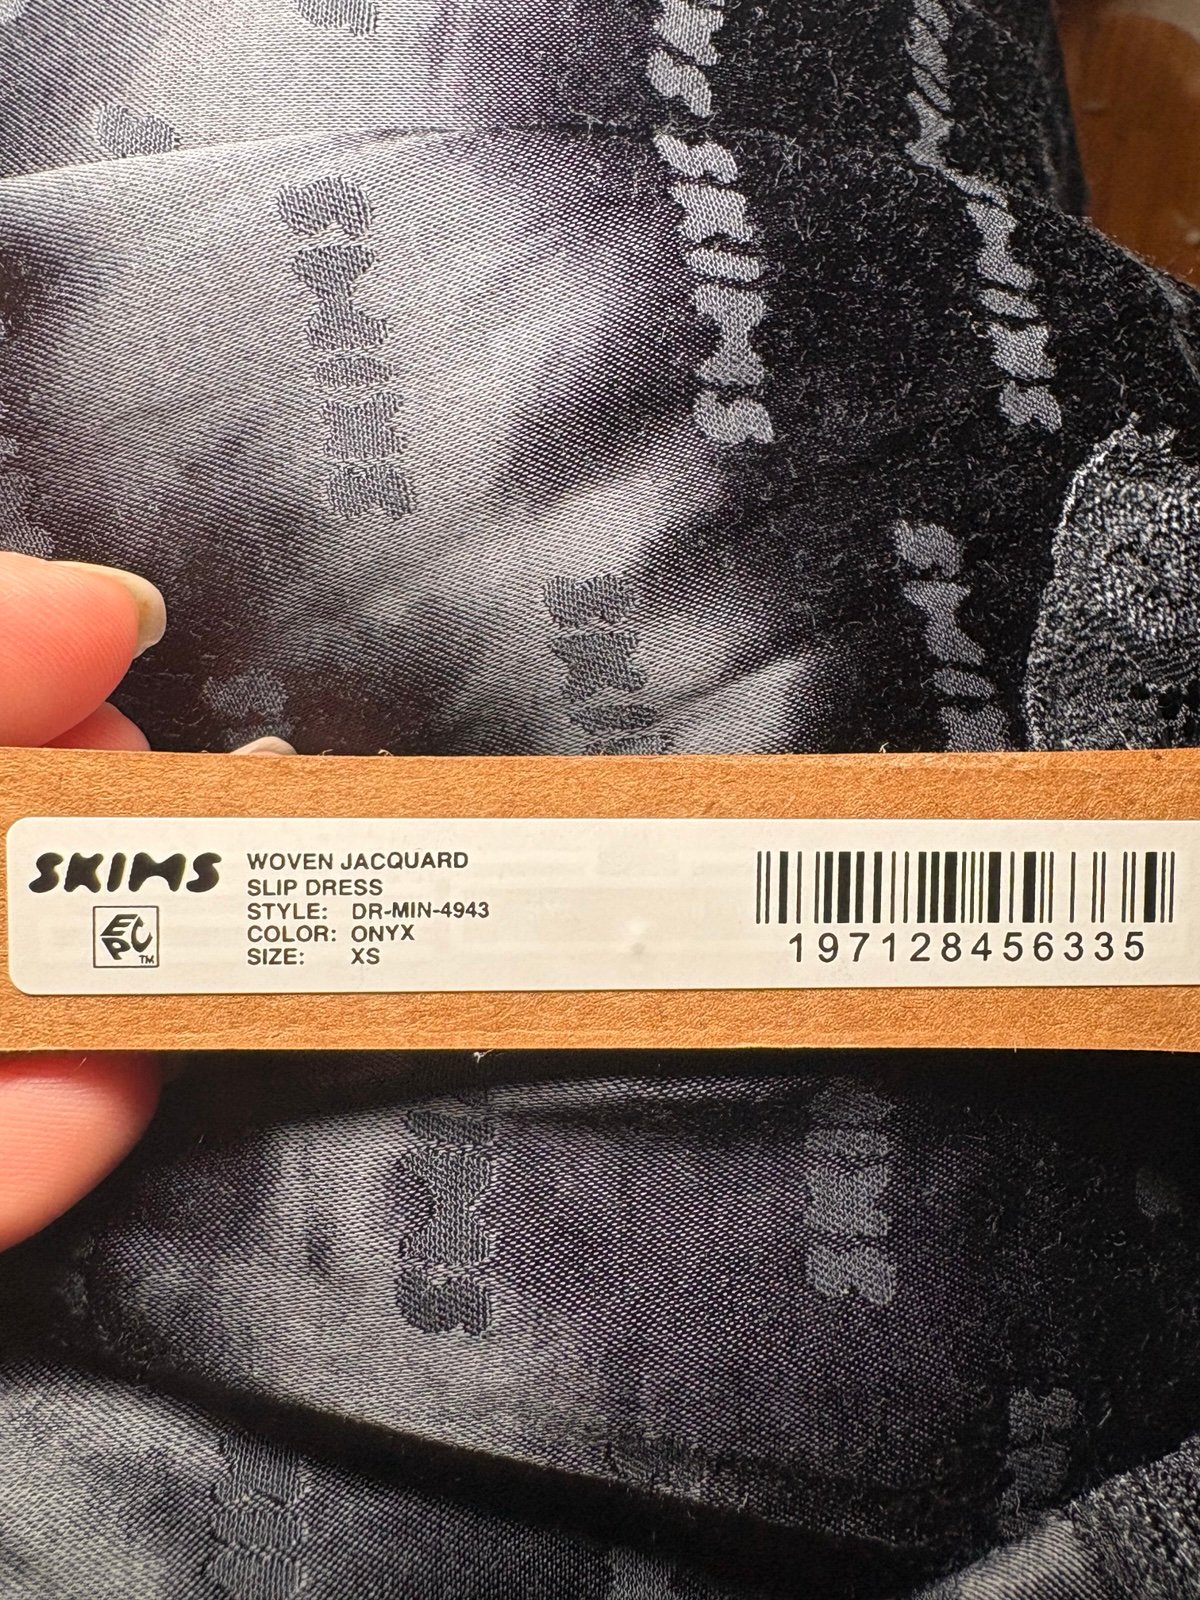 SKIMS
WOVEN JACQUARD
SLIP DRESS
STYLE: DR-MIN-4943
COLOR: ONYX
SIZE: XS
EPC
TM
197128456335